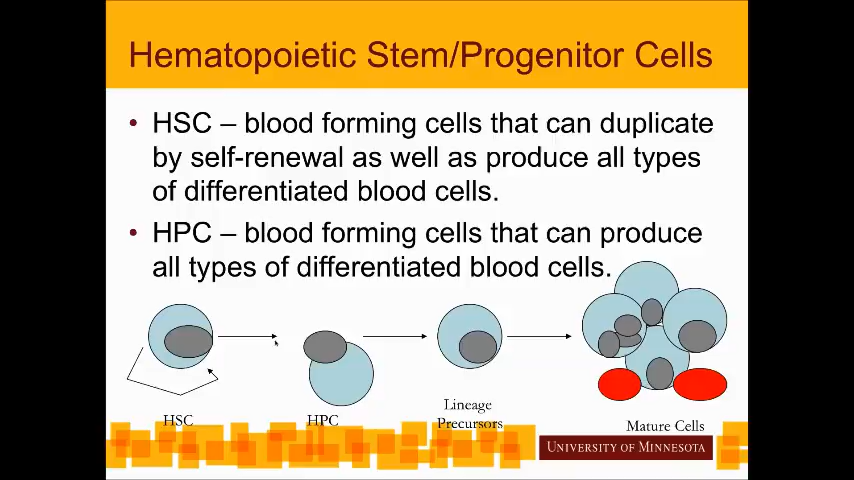 Hematopoietic Stem/Progenitor Cells
• HSC – blood forming cells that can duplicate
by self-renewal as well as produce all types
of differentiated blood cells.
• HPC – blood forming cells that can produce
all types of differentiated blood cells.
HSC
HPC
Lineage
Precursors
Mature Cells
UNIVERSITY OF MINNESOTA